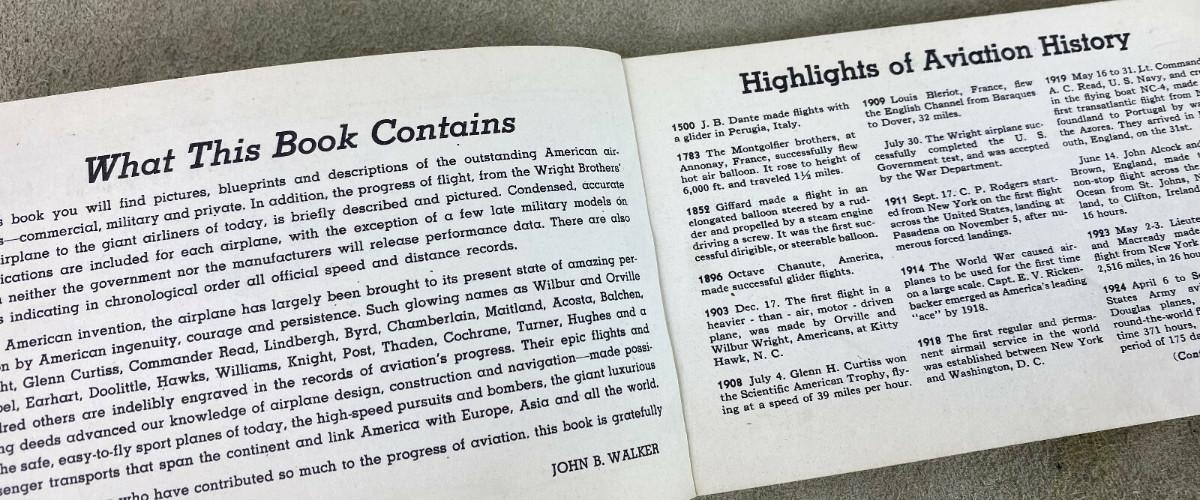 What This Book Contains
book you will find pictures, blueprints and descriptions of the outstanding American air-
—commercial, military and private. In addition, the progress of flight, from the Wright Brothers'
airplane to the giant airliners of today, is briefly described and pictured. Condensed, accurate
are included for each airplane, with the exception of a few late military models on
neither the government nor the manufacturers will release performance data. There are also
indicating in chronological order all official speed and distance records.
American invention, the airplane has largely been brought to its present state of amazing per-
by American ingenuity, courage and persistence. Such glowing names as Wilbur and Orville
Glenn Curtiss, Commander Read, Lindbergh, Byrd, Chamberlain, Maitland, Acosta, Balchen,
Earhart, Doolittle, Hawks, Williams, Knight, Post, Thaden, Cochrane, Turner, Hughes and a
others are indelibly engraved in the records of aviation's progress. Their epic flights and
deeds advanced our knowledge of airplane design, construction and navigation—made possi-
safe, easy-to-fly sport planes of today, the high-speed pursuits and bombers, the giant luxurious
transports that span the continent and link America with Europe, Asia and all the world.
who have contributed so much to the progress of aviation, this book is gratefully
JOHN B. WALKER
Highlights of Aviation History
1500 J. B. Dante made flights with
a glider in Perugia, Italy.
1783 The Montgolfier brothers, at
Annonay, France, successfully flew
hot air balloon. It rose to height of
6,000 ft. and traveled 1½ miles.
1852 Giffard made a flight in an
elongated balloon steered by a rud-
der and propelled by a steam engine
driving a screw. It was the first suc-
cessful dirigible, or steerable balloon.
1896 Octave Chanute, America,
made successful glider flights.
1903 Dec. 17. The first flight in a
heavier - than - air, motor - driven
plane, was made by Orville and
Wilbur Wright, Americans, at Kitty
Hawk, N. C.
1908 July 4. Glenn H. Curtiss won
the Scientific American Trophy, fly-
ing at a speed of 39 miles per hour.
1909 Louis Bleriot, France, flew
the English Channel from Baraques
to Dover, 32 miles.
July 30. The Wright airplane suc-
cessfully completed the U. S.
Government test, and was accepted
by the War Department.
1911 Sept. 17. C. P. Rodgers start-
ed from New York on the first flight
across the United States, landing at
Pasadena on November 5, after nu-
merous forced landings.
1914 The World War caused air-
planes to be used for the first time
on a large scale. Capt. E. V. Ricken-
backer emerged as America's leading
"ace" by 1918.
1918 The first regular and perma-
nent airmail service in the world
was established between New York
and Washington, D. C.
1919 May 16 to 31. Lt. Command
A. C. Read, U. S. Navy, and
in the flying boat NC-4, made
first transatlantic flight from
foundland to Portugal by
the Azores. They arrived in
outh, England, on the 31st.
June 14. John Alcock and
Brown, England, made
non-stop flight across the
Ocean from St. Johns,
land, to Clifton, Ireland
16 hours.
1923 May 2-3.
and Macready made
flight from New York
2,516 miles, in 26
1924 April 6 to
States Army
Douglas planes,
round-the-world
time 371 hours,
period of 175